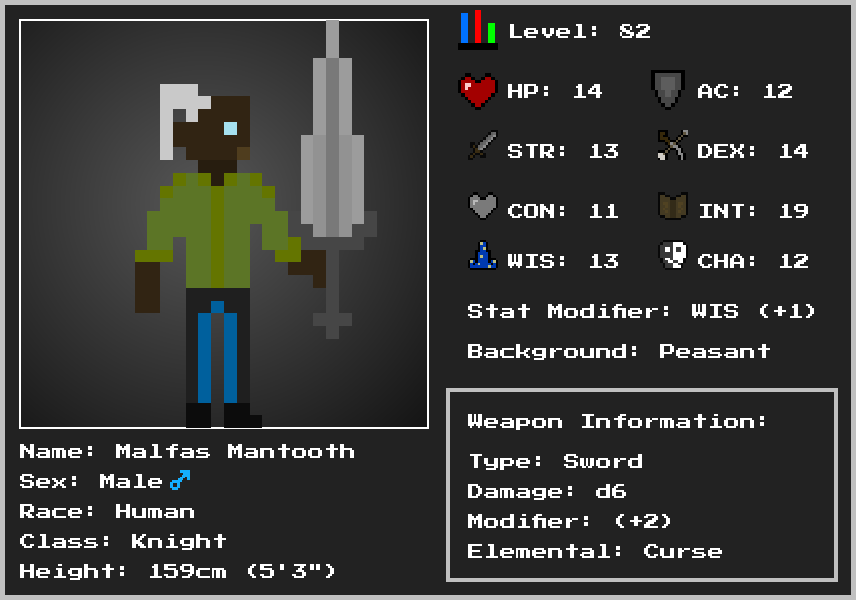 Level: 82
HP: 14 AC: 12
STR: 13 DEX: 14
CON: 11 INT: 19
WIS: 13 CHA: 12
Stat Modifier: WIS (+1)
Background: Peasant
Weapon Information:
Type: Sword
Damage: d6
Modifier: (+2)
Elemental: Curse
Name: Malfas Mantooth
Sex: Male ♂
Race: Human
Class: Knight
Height: 159cm (5'3")